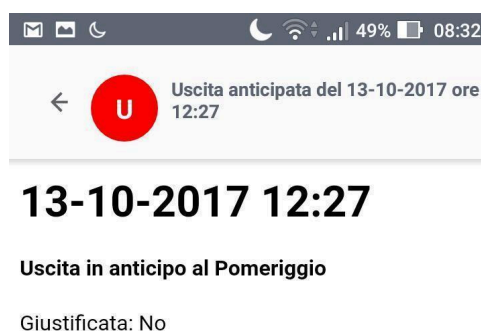 49% 08:32
U
Uscita anticipata del 13-10-2017 ore
12:27
13-10-2017 12:27
Uscita in anticipo al Pomeriggio
Giustificata: No